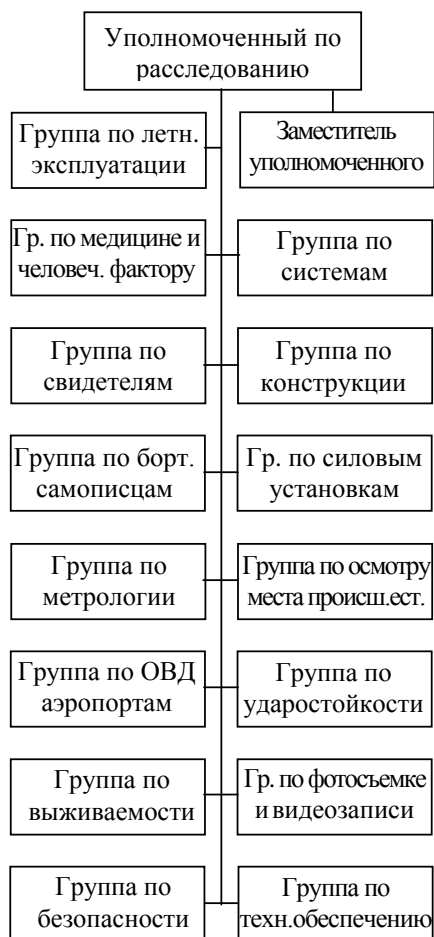 Уполномоченный по
расследованию
Группа по летн.
эксплуатации
Заместитель
уполномоченного
Гр. по медицине и
человеч. фактору
Группа по
системам
Группа по
свидетелям
Группа по
конструкции
Группа по борт.
самописцам
Гр. по силовым
установкам
Группа по
метрологии
Группа по осмотру
места происш.ест.
Группа по ОВД
аэропортам
Группа по
ударостойкости
Группа по
выживаемости
Гр. по фотосъемке
и видеозаписи
Группа по
безопасности
Группа по
техн.обеспечению